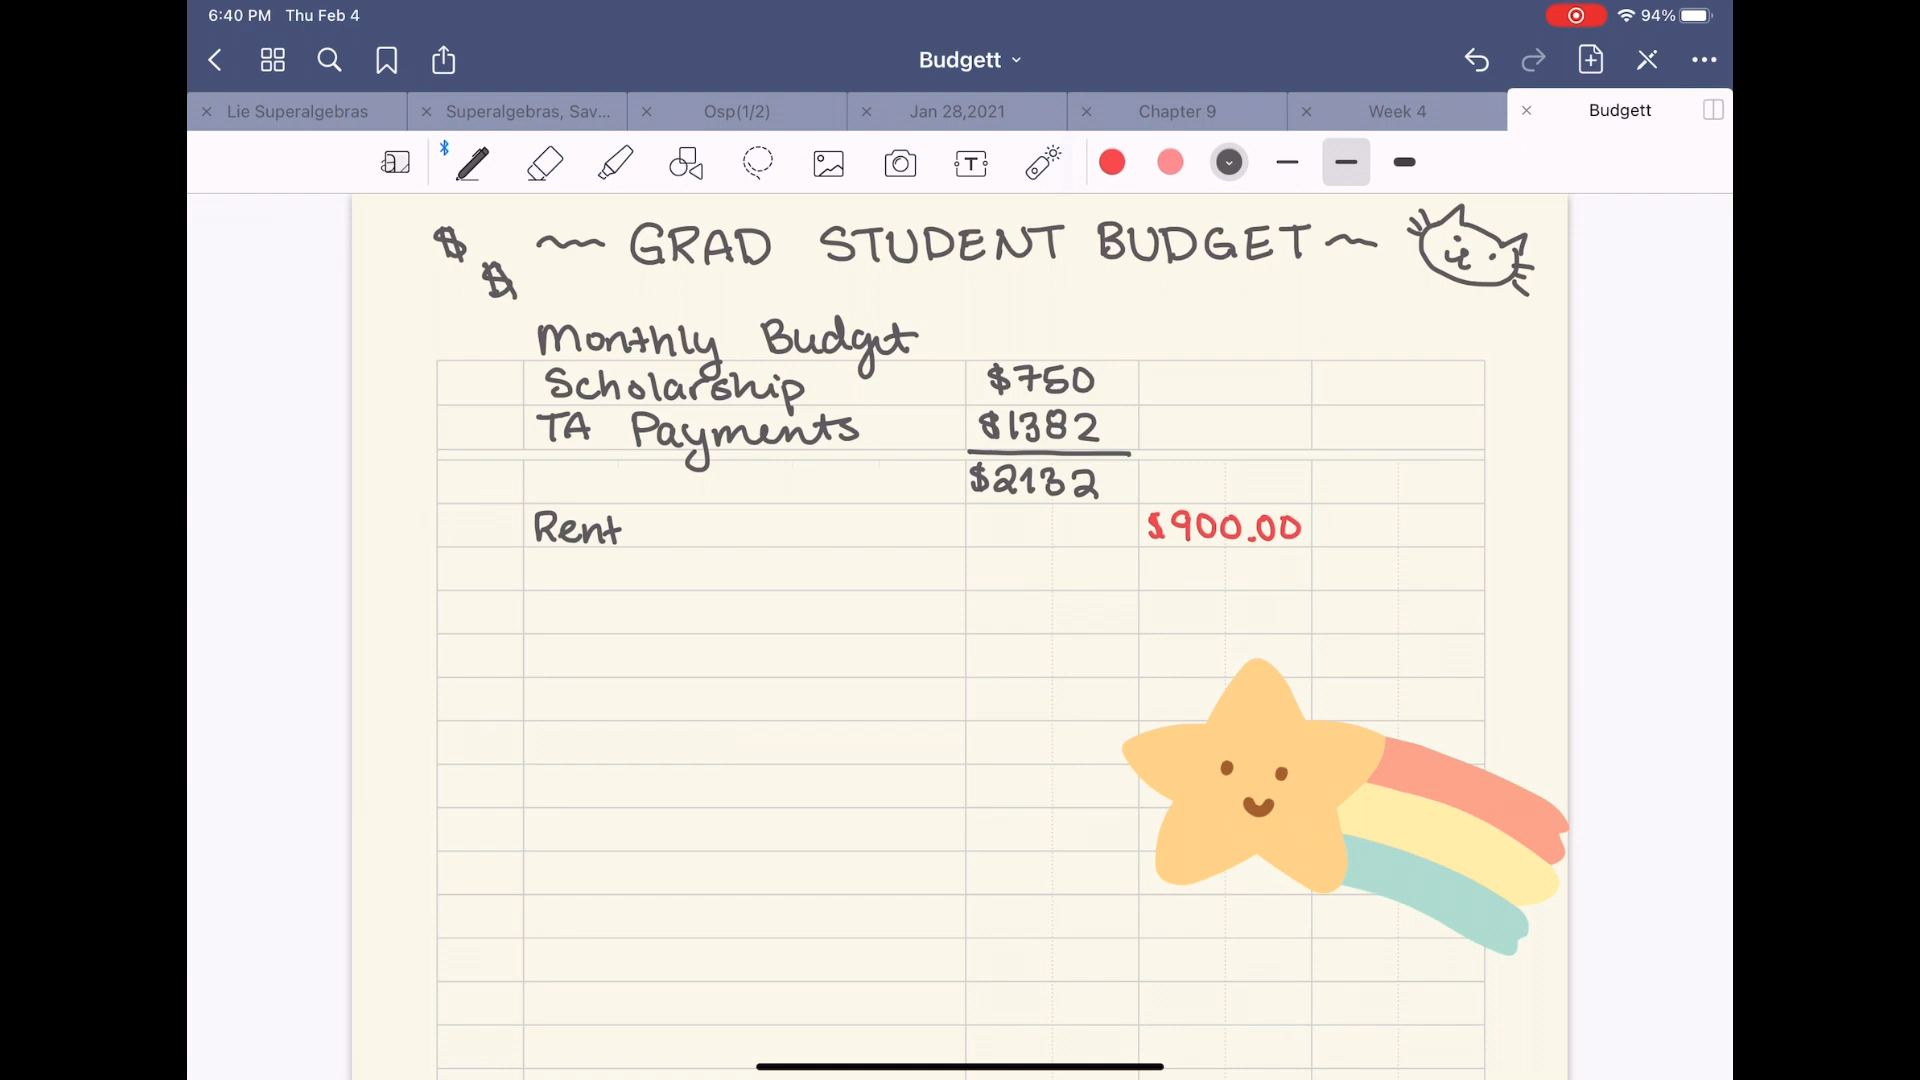 6:40 PM Thu Feb 4 94%
Budgett
Lie Superalgebras Superalgebras, Sav... Osp(1/2) Jan 28,2021 Chapter 9 Week 4 Budgett
T
$ $ ~ GRAD STUDENT BUDGET ~
Monthly Budget
Scholarship $750
TA Payments $1382
$2132
Rent $900.00